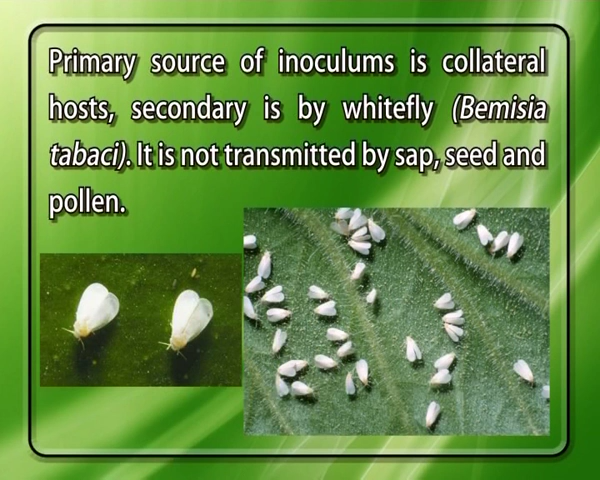 Primary source of inoculums is collateral
hosts, secondary is by whitefly (Bemisia
tabaci). It is not transmitted by sap, seed and
pollen.